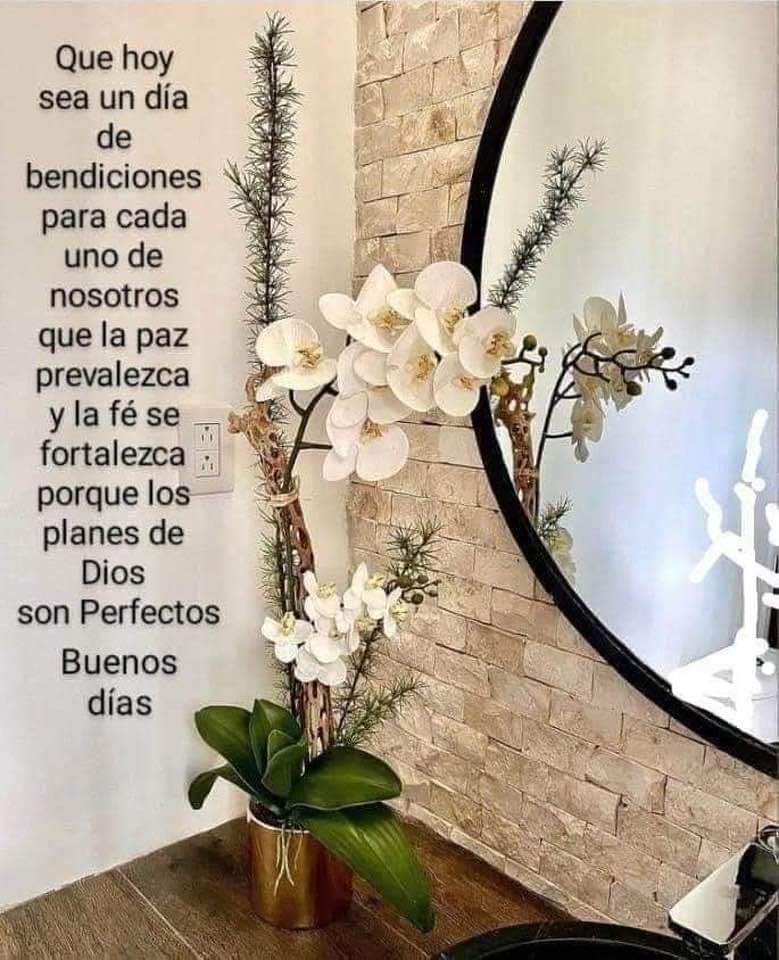 Que hoy
sea un día
de
bendiciones
para cada
uno de
nosotros
que la paz
prevalezca
y la fé se
fortalezca
porque los
planes de
Dios
son Perfectos
Buenos
días